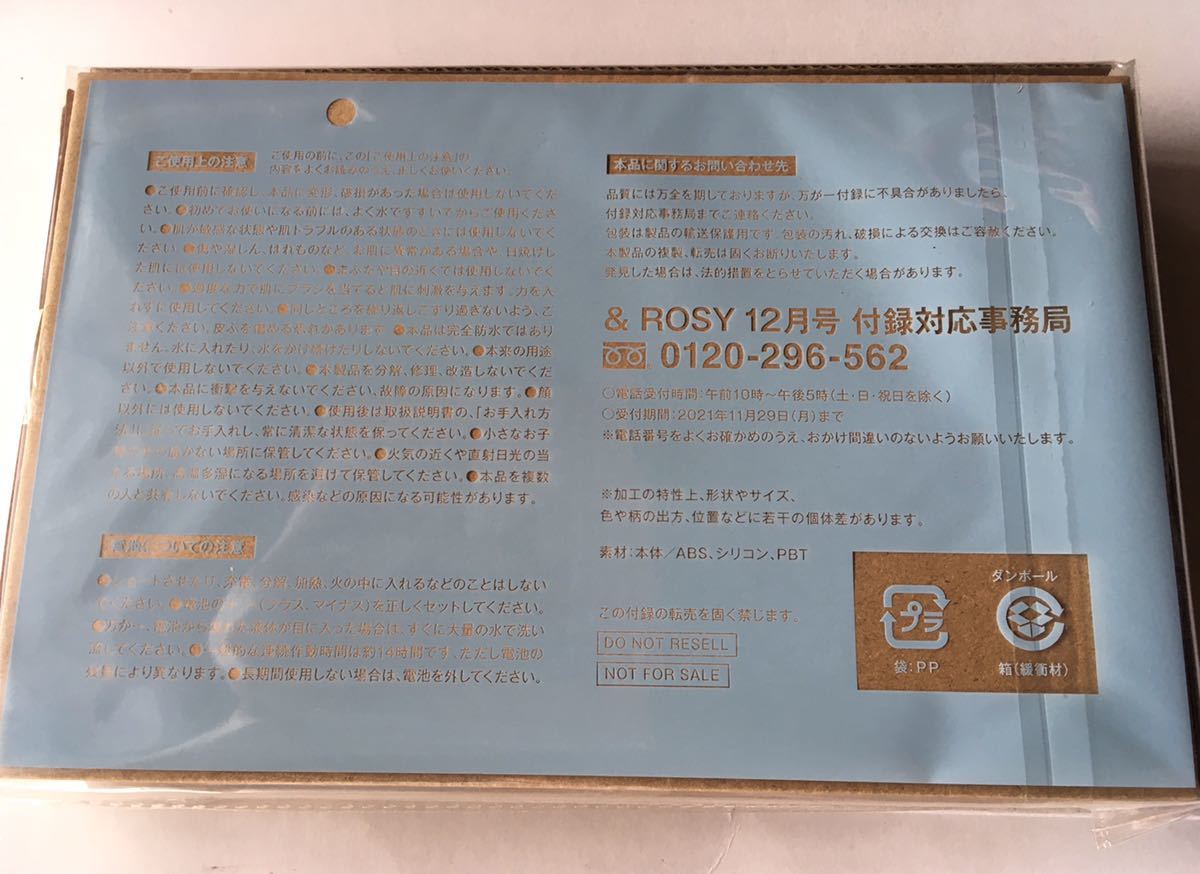 ご使用上の注意
ご使用の前に、この「ご使用上の注意」の
内容をよくお読みのうえ、正しくお使いください。
●ご使用前に確認し、本品に変形、破損があった場合は使用しないでくだ
さい。●初めてお使いになる前には、よく水ですすいでからご使用くださ
い。●肌が敏感な状態や肌トラブルのある状態のときには使用しないでく
ださい。●傷や湿しん、はれものなど、お肌に異常がある場合や、日焼けし
た肌には使用しないでください。●まぶたや目の近くでは使用しないでく
ださい。●過度な力で肌にブラシを当てると肌に刺激を与えます。力を入
れずに使用してください。●同じところを繰り返しこすり過ぎないよう、ご
注意ください。皮ふを傷める恐れがあります。●本品は完全防水ではあり
ません。水に入れたり、水をかけ続けたりしないでください。●本来の用途
以外で使用しないでください。●本製品を分解、修理、改造しないでくだ
さい。●本品に衝撃を与えないでください、故障の原因になります。●顔
以外には使用しないでください。●使用後は取扱説明書の、「お手入れ方
法」に従ってお手入れし、常に清潔な状態を保ってください。●小さなお子
様の手の届かない場所に保管してください。●火気の近くや直射日光の当
たる場所、高温多湿になる場所を避けて保管してください。●本品を複数
の人と共有しないでください。感染などの原因になる可能性があります。
電池についての注意
●ショートさせたり、充電、分解、加熱、火の中に入れるなどのことはしない
でください。●電池の(プラス、マイナス)を正しくセットしてください。
●万が一、電池から漏れた液体が目に入った場合は、すぐに大量の水で洗い
流してください。●一般的な連続作動時間は約14時間です、ただし電池の
残量により異なります。●長期間使用しない場合は、電池を外してください。
本品に関するお問い合わせ先
品質には万全を期しておりますが、万が一付録に不具合がありましたら、
付録対応事務局までご連絡ください。
包装は製品の輸送保護用です。包装の汚れ、破損による交換はご容赦ください。
本製品の複製、転売は固くお断りいたします。
発見した場合は、法的措置をとらせていただく場合があります。
& ROSY 12月号 付録対応事務局
0120-296-562
○電話受付時間:午前10時〜午後5時(土・日・祝日を除く)
○受付期間:2021年11月29日(月)まで
※電話番号をよくお確かめのうえ、おかけ間違いのないようお願いいたします。
※加工の特性上、形状やサイズ、
色や柄の出方、位置などに若干の個体差があります。
素材:本体/ABS、シリコン、PBT
この付録の転売を固く禁じます。
DO NOT RESELL
NOT FOR SALE
プラ
袋:PP
ダンボール
箱(緩衝材)